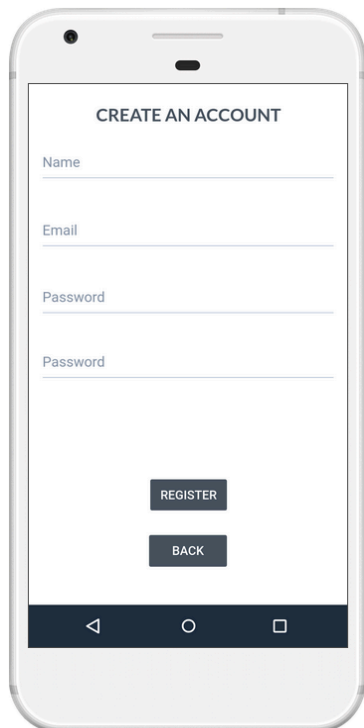 CREATE AN ACCOUNT
Name
Email
Password
Password
REGISTER
BACK